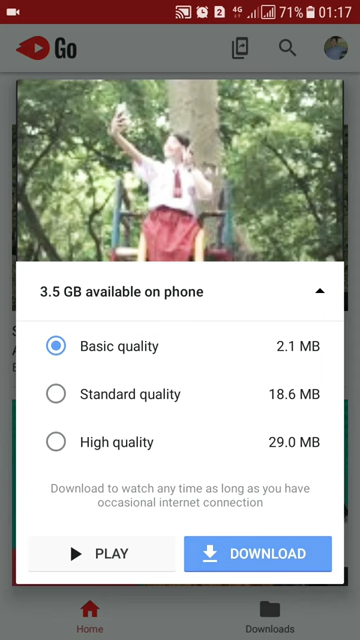 4G
71%
01:17
Go
3.5 GB available on phone
Basic quality 2.1 MB
Standard quality 18.6 MB
High quality 29.0 MB
Download to watch any time as long as you have
occasional internet connection
PLAY
DOWNLOAD
Home
Downloads